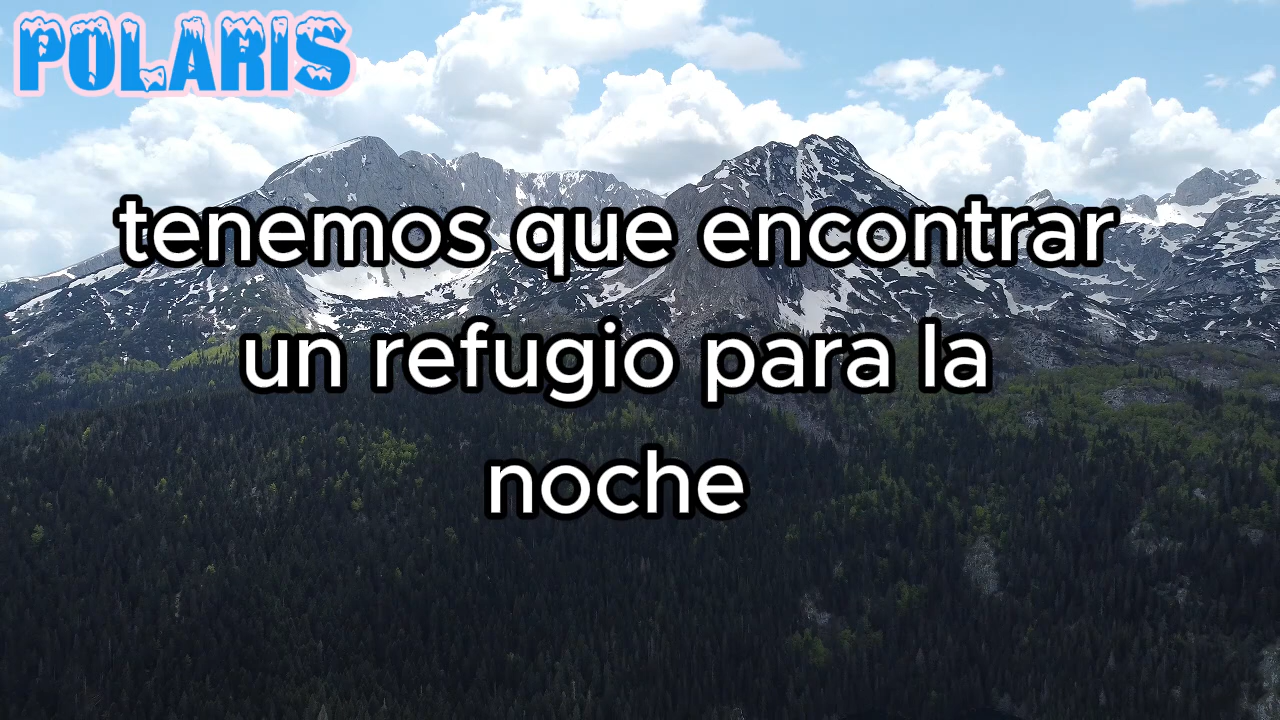 POLARIS
tenemos que encontrar
un refugio para la
noche